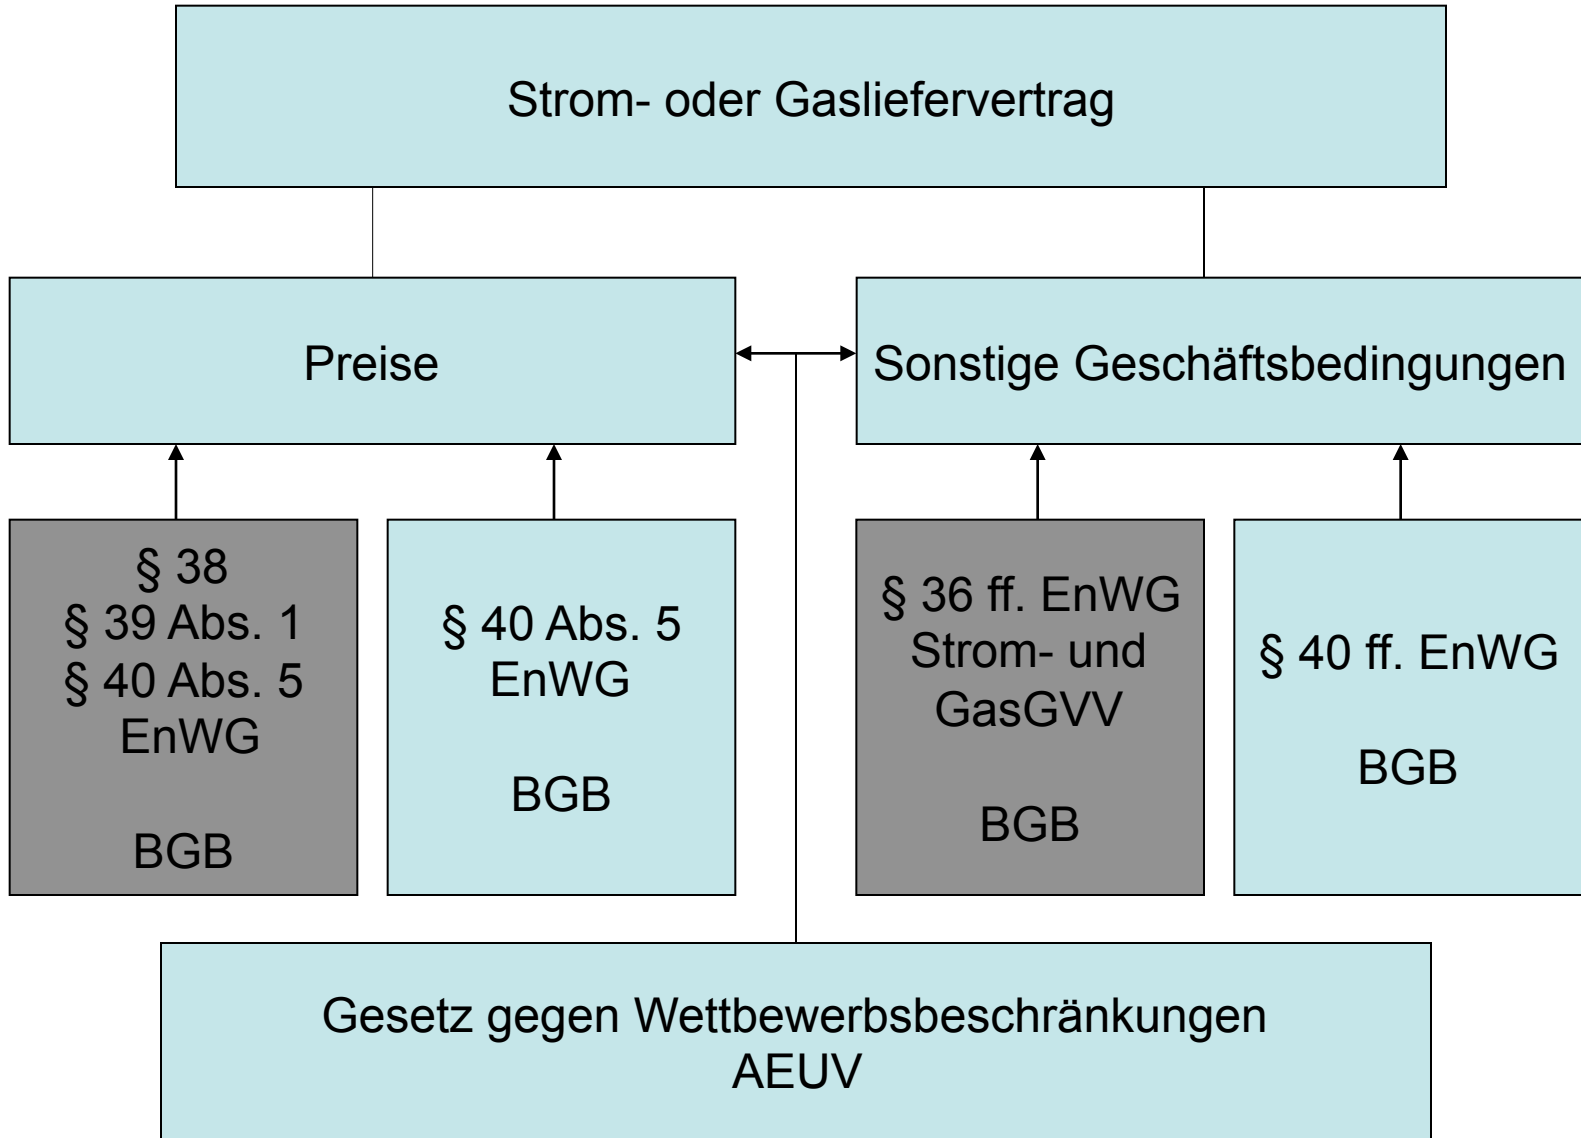 Strom- oder Gasliefervertrag
Preise
Sonstige Geschäftsbedingungen
§ 38
§ 39 Abs. 1
§ 40 Abs. 5
EnWG
BGB
§ 40 Abs. 5
EnWG
BGB
§ 36 ff. EnWG
Strom- und
GasGVV
BGB
§ 40 ff. EnWG
BGB
Gesetz gegen Wettbewerbsbeschränkungen
AEUV